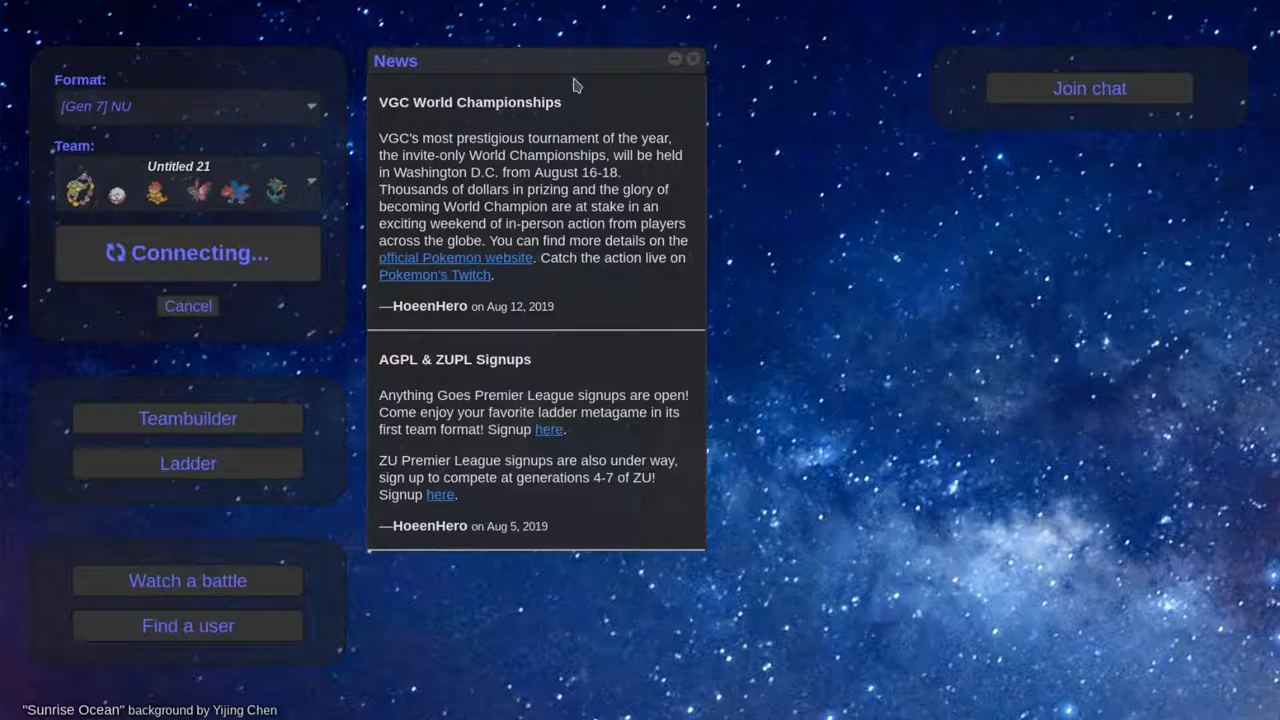 Format:
[Gen 7] NU
Team:
Untitled 21
Connecting...
Cancel
Teambuilder
Ladder
Watch a battle
Find a user
News
VGC World Championships
VGC's most prestigious tournament of the year,
the invite-only World Championships, will be held
in Washington D.C. from August 16-18.
Thousands of dollars in prizing and the glory of
becoming World Champion are at stake in an
exciting weekend of in-person action from players
across the globe. You can find more details on the
official Pokemon website. Catch the action live on
Pokemon's Twitch.
—HoeenHero on Aug 12, 2019
AGPL & ZUPL Signups
Anything Goes Premier League signups are open!
Come enjoy your favorite ladder metagame in its
first team format! Signup here.
ZU Premier League signups are also under way,
sign up to compete at generations 4-7 of ZU!
Signup here.
—HoeenHero on Aug 5, 2019
Join chat
"Sunrise Ocean" background by Yijing Chen